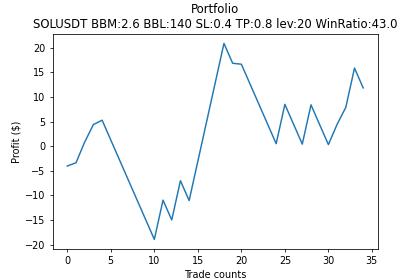 Portfolio
SOLUSDT BBM:2.6 BBL:140 SL:0.4 TP:0.8 lev:20 WinRatio:43.0
20
15
10
5
0
−5
−10
−15
−20
Profit ($)
0 5 10 15 20 25 30 35
Trade counts